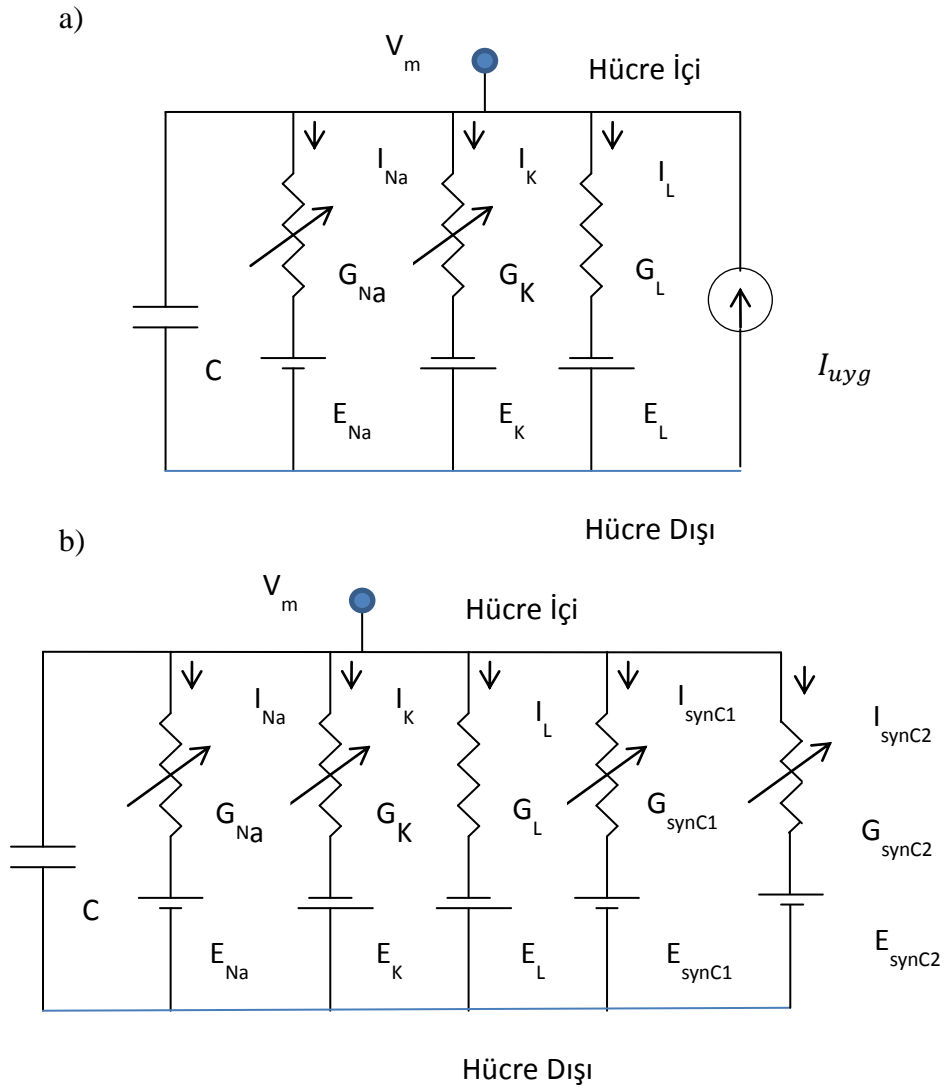 a)
V_m
Hücre İçi
I_Na
I_K
I_L
G_Na
G_K
G_L
C
I_uyg
E_Na
E_K
E_L
Hücre Dışı
b)
V_m
Hücre İçi
I_Na
I_K
I_L
I_synC1
I_synC2
G_Na
G_K
G_L
G_synC1
G_synC2
C
E_Na
E_K
E_L
E_synC1
E_synC2
Hücre Dışı